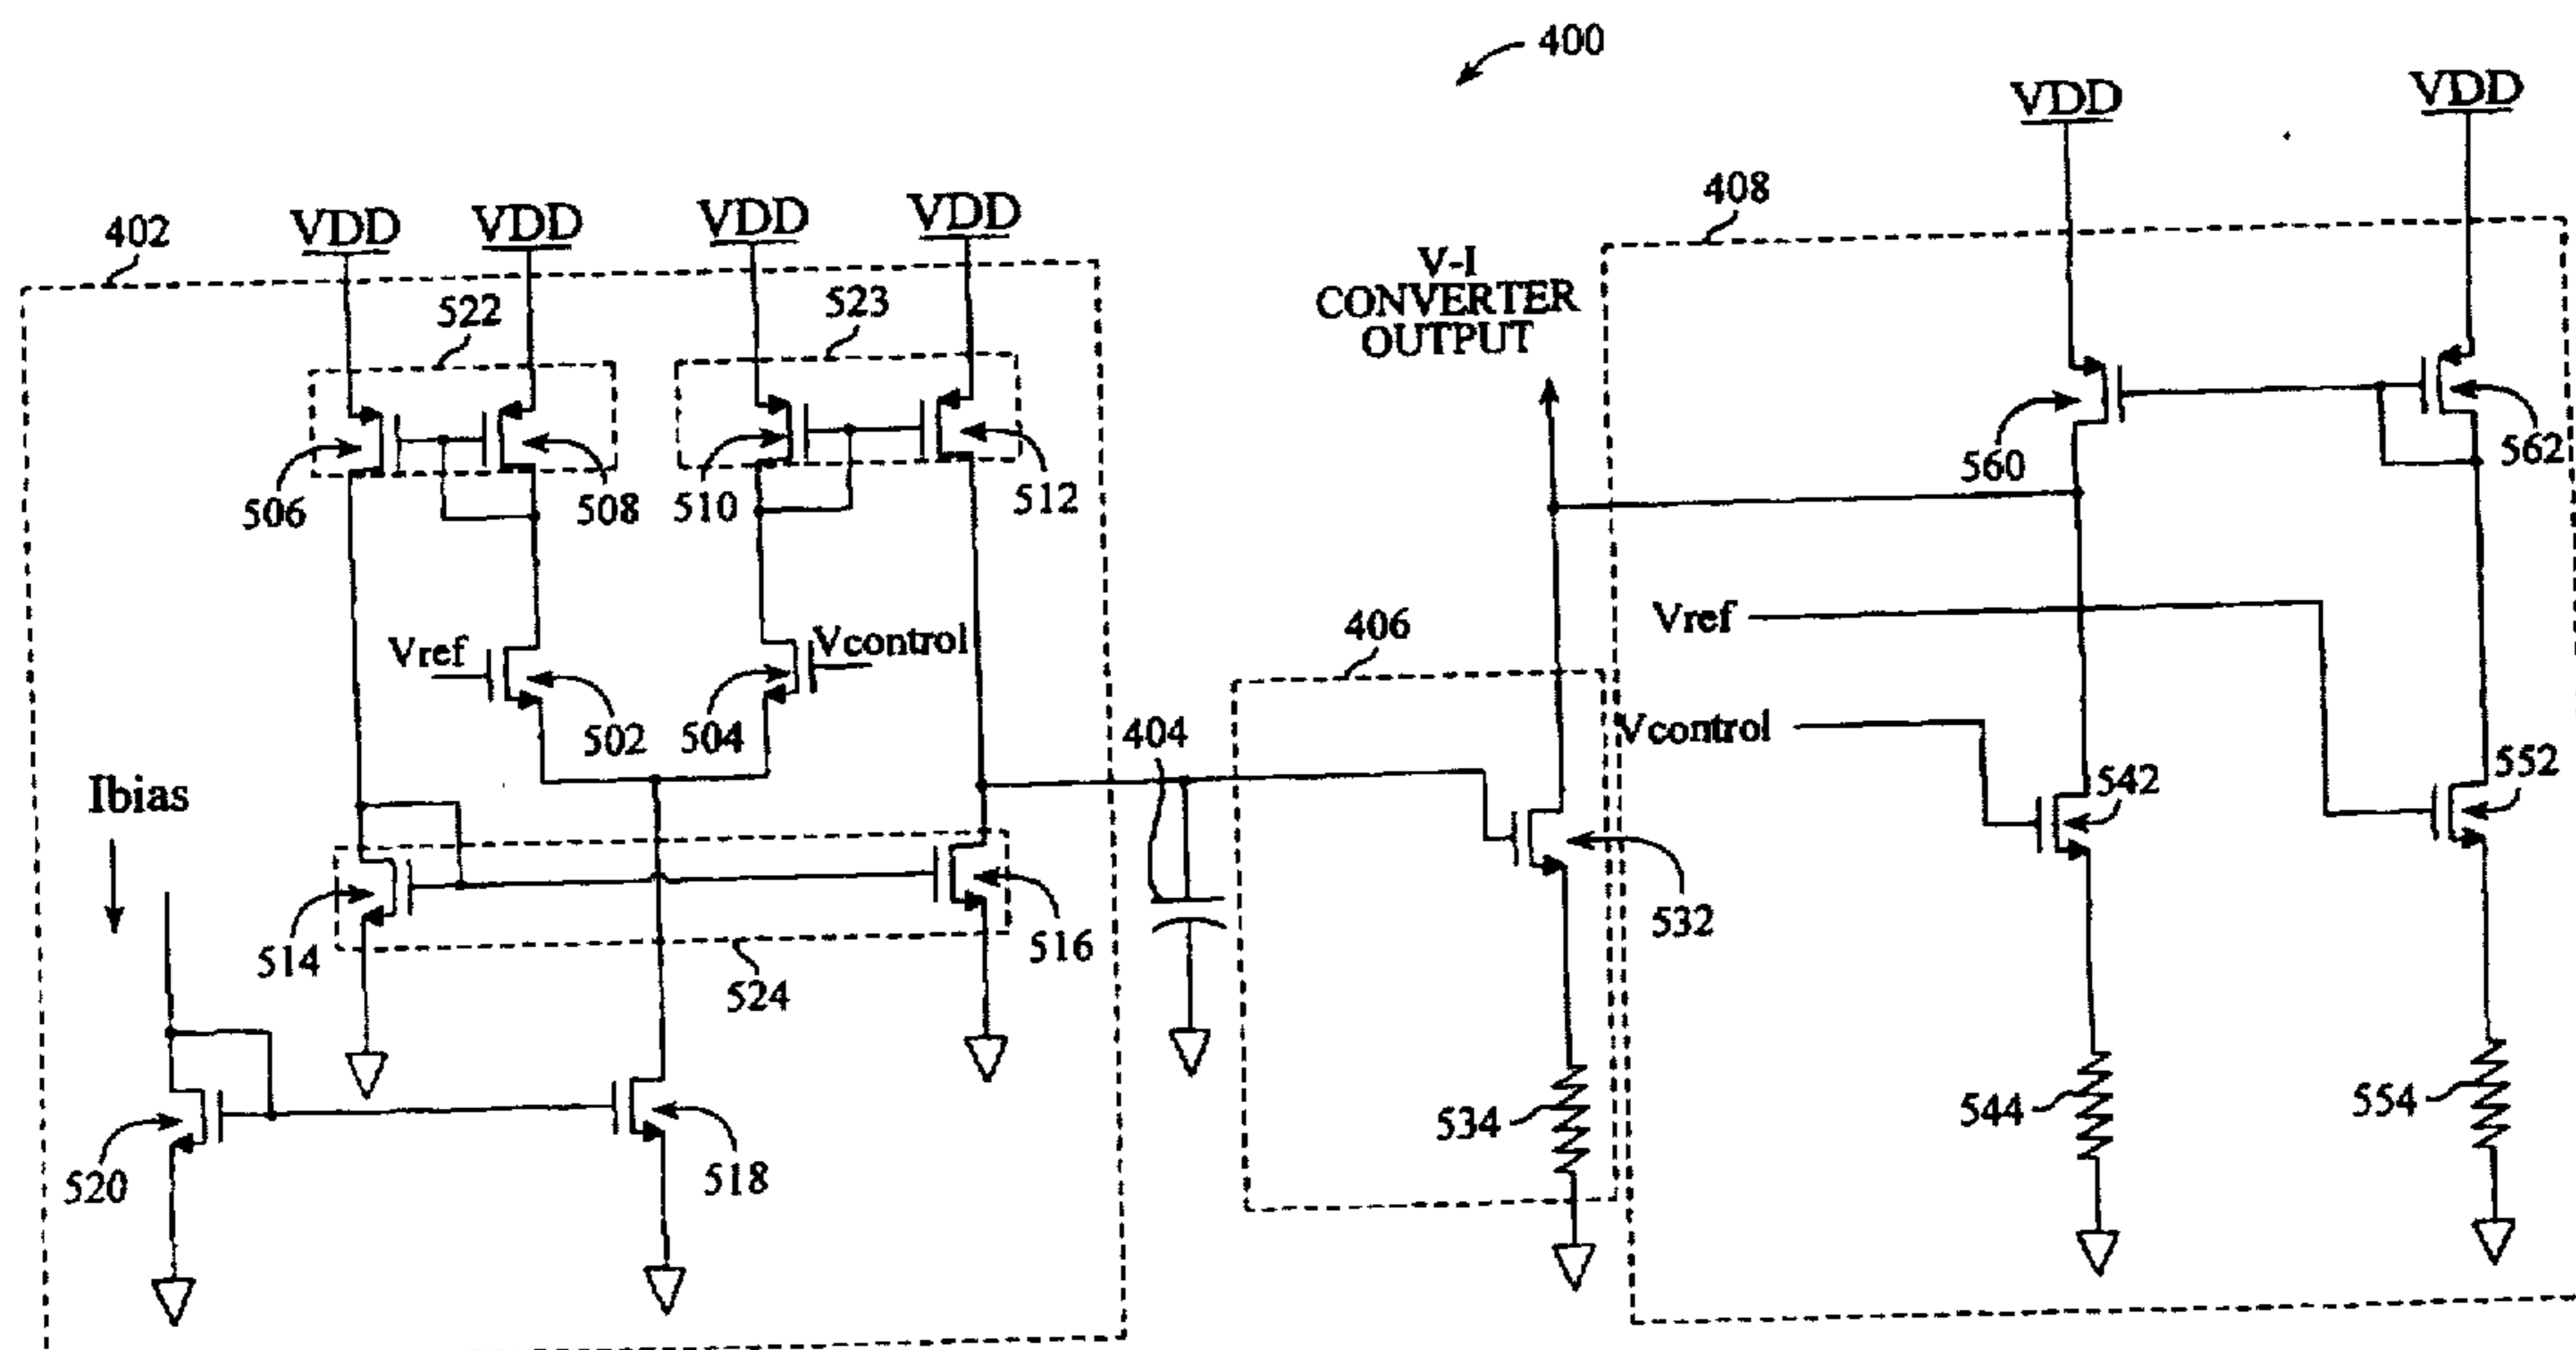 400
VDD
VDD
408
402
VDD
VDD
VDD
VDD
V-I
CONVERTER
OUTPUT
522
523
506
508
510
512
560
562
Vref
Vcontrol
502
504
Ibias
514
516
524
520
518
404
406
532
534
Vref
Vcontrol
542
552
544
554